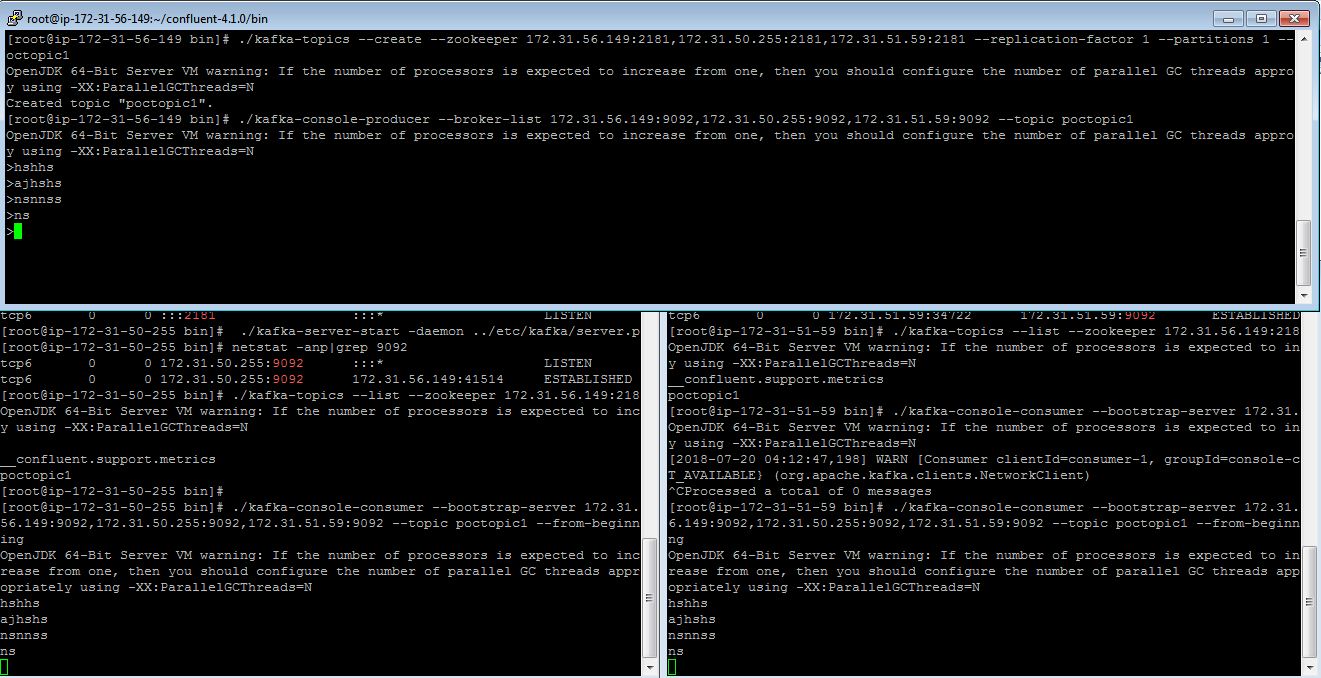 root@ip-172-31-56-149:~/confluent-4.1.0/bin
[root@ip-172-31-56-149 bin]# ./kafka-topics --create --zookeeper 172.31.56.149:2181,172.31.50.255:2181,172.31.51.59:2181 --replication-factor 1 --partitions 1 --
octopic1
OpenJDK 64-Bit Server VM warning: If the number of processors is expected to increase from one, then you should configure the number of parallel GC threads appro
y using -XX:ParallelGCThreads=N
Created topic "poctopic1".
[root@ip-172-31-56-149 bin]# ./kafka-console-producer --broker-list 172.31.56.149:9092,172.31.50.255:9092,172.31.51.59:9092 --topic poctopic1
OpenJDK 64-Bit Server VM warning: If the number of processors is expected to increase from one, then you should configure the number of parallel GC threads appro
y using -XX:ParallelGCThreads=N
>hshhs
>ajhshs
>nsnnss
>ns
>
tcp6 0 0 :::2181 :::* LISTEN
[root@ip-172-31-50-255 bin]# ./kafka-server-start -daemon ../etc/kafka/server.p
[root@ip-172-31-50-255 bin]# netstat -anp|grep 9092
tcp6 0 0 172.31.50.255:9092 :::* LISTEN
tcp6 0 0 172.31.50.255:9092 172.31.56.149:41514 ESTABLISHED
[root@ip-172-31-50-255 bin]# ./kafka-topics --list --zookeeper 172.31.56.149:218
OpenJDK 64-Bit Server VM warning: If the number of processors is expected to inc
y using -XX:ParallelGCThreads=N
__confluent.support.metrics
poctopic1
[root@ip-172-31-50-255 bin]#
[root@ip-172-31-50-255 bin]# ./kafka-console-consumer --bootstrap-server 172.31.
56.149:9092,172.31.50.255:9092,172.31.51.59:9092 --topic poctopic1 --from-beginn
ing
OpenJDK 64-Bit Server VM warning: If the number of processors is expected to inc
rease from one, then you should configure the number of parallel GC threads appr
opriately using -XX:ParallelGCThreads=N
hshhs
ajhshs
nsnnss
ns
tcp6 0 0 172.31.51.59:34722 172.31.51.59:9092 ESTABLISHED
[root@ip-172-31-51-59 bin]# ./kafka-topics --list --zookeeper 172.31.56.149:218
OpenJDK 64-Bit Server VM warning: If the number of processors is expected to in
y using -XX:ParallelGCThreads=N
__confluent.support.metrics
poctopic1
[root@ip-172-31-51-59 bin]# ./kafka-console-consumer --bootstrap-server 172.31.
OpenJDK 64-Bit Server VM warning: If the number of processors is expected to in
y using -XX:ParallelGCThreads=N
[2018-07-20 04:12:47,198] WARN [Consumer clientId=consumer-1, groupId=console-c
T_AVAILABLE} (org.apache.kafka.clients.NetworkClient)
^CProcessed a total of 0 messages
[root@ip-172-31-51-59 bin]# ./kafka-console-consumer --bootstrap-server 172.31.
6.149:9092,172.31.50.255:9092,172.31.51.59:9092 --topic poctopic1 --from-beginn
ng
OpenJDK 64-Bit Server VM warning: If the number of processors is expected to in
rease from one, then you should configure the number of parallel GC threads app
opriately using -XX:ParallelGCThreads=N
hshhs
ajhshs
nsnnss
ns